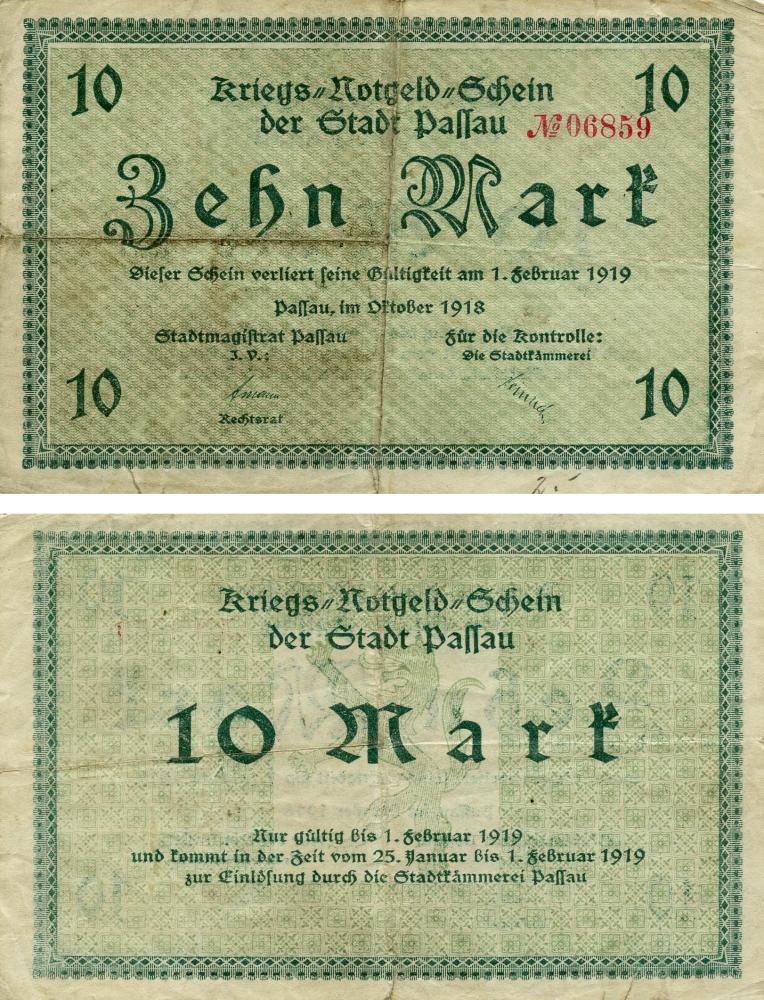 10
10
Kriegs-Notgeld-Schein
der Stadt Passau
№ 06859
Zehn Mark
Dieser Schein verliert seine Gültigkeit am 1. Februar 1919
Passau, im Oktober 1918
Stadtmagistrat Passau
J. V.:
Rechtsrat
Für die Kontrolle:
Die Stadtkämmerei
10
10
2.-
Kriegs-Notgeld-Schein
der Stadt Passau
10 Mark
Nur gültig bis 1. Februar 1919
und kommt in der Zeit vom 25. Januar bis 1. Februar 1919
zur Einlösung durch die Stadtkämmerei Passau